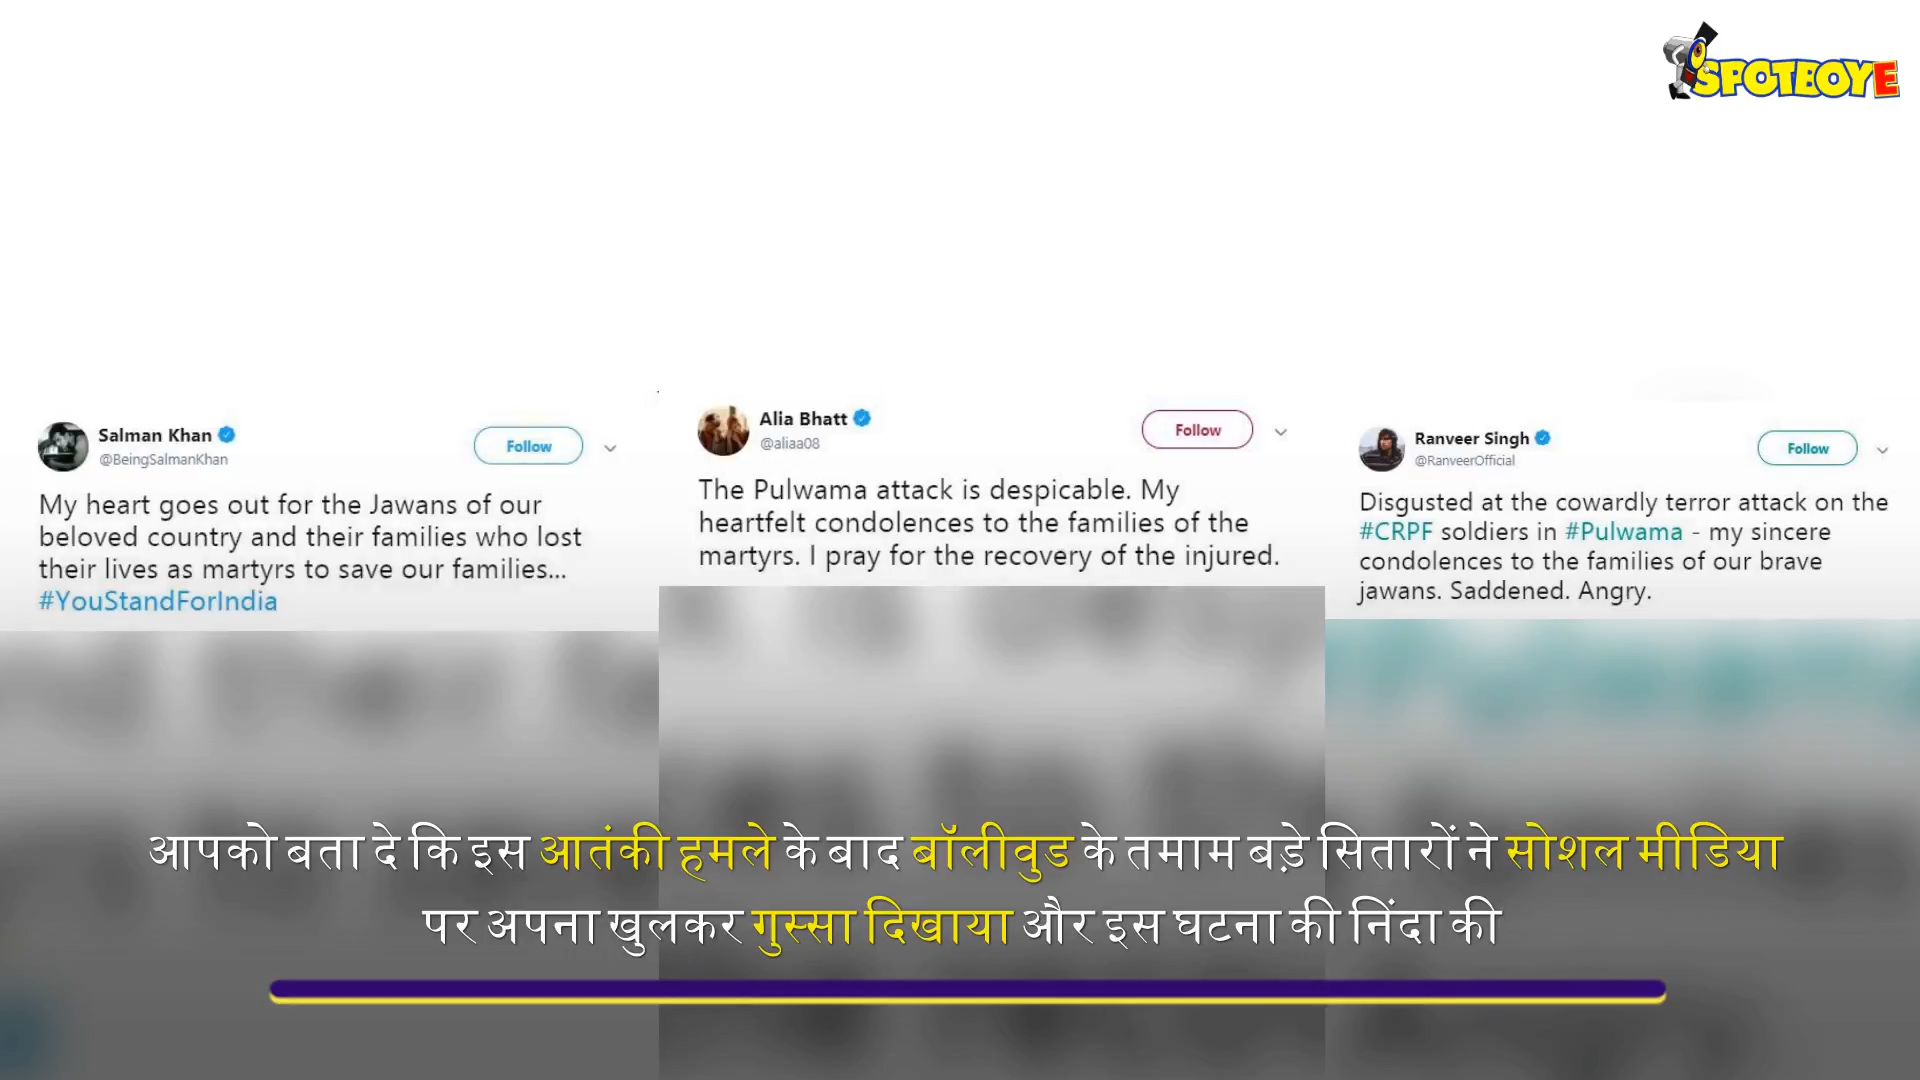 SPOTBOYE
Salman Khan
@BeingSalmanKhan
Follow
My heart goes out for the Jawans of our
beloved country and their families who lost
their lives as martyrs to save our families...
#YouStandForIndia
Alia Bhatt
@aliaa08
Follow
The Pulwama attack is despicable. My
heartfelt condolences to the families of the
martyrs. I pray for the recovery of the injured.
Ranveer Singh
@RanveerOfficial
Follow
Disgusted at the cowardly terror attack on the
#CRPF soldiers in #Pulwama - my sincere
condolences to the families of our brave
jawans. Saddened. Angry.
आपको बता दे कि इस आतंकी हमले के बाद बॉलीवुड के तमाम बड़े सितारों ने सोशल मीडिया
पर अपना खुलकर गुस्सा दिखाया और इस घटना की निंदा की